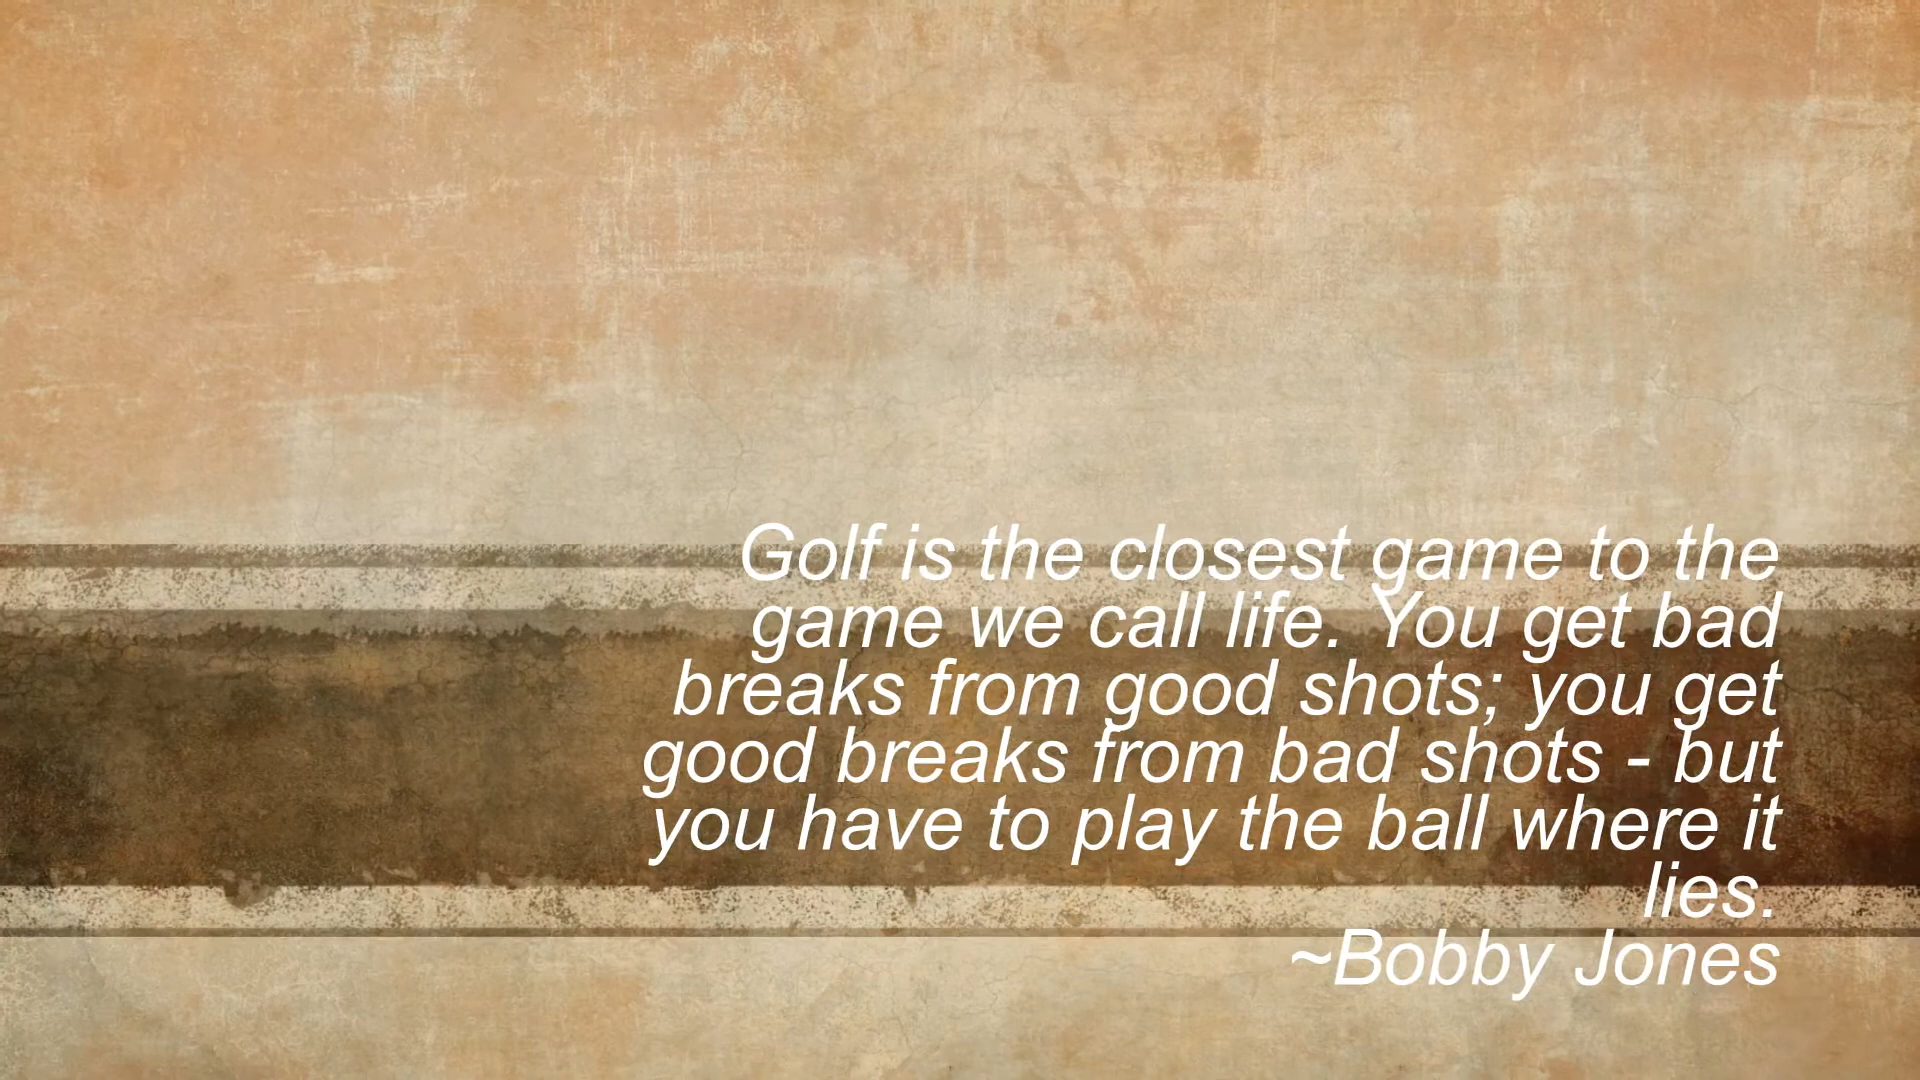 Golf is the closest game to the
game we call life. You get bad
breaks from good shots; you get
good breaks from bad shots - but
you have to play the ball where it
lies.
~Bobby Jones